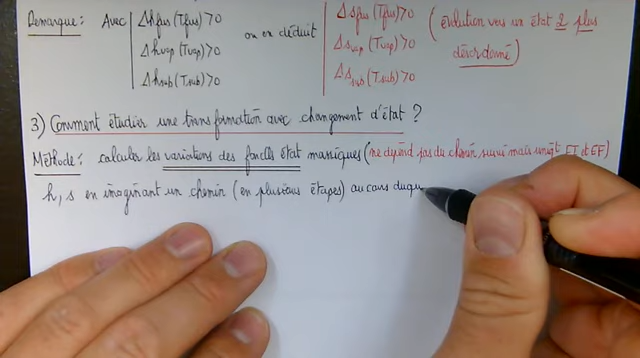 Remarque : Avec Δhfus (Tfus) >0 on en déduit Δsfus (Tfus) >0 (évolution vers un état 2 plus
Δhvap (Tvap) >0 Δsvap (Tvap) >0 désordonné)
Δhsub (Tsub) >0 Δssub (Tsub) >0
3) Comment étudier une transformation avec changement d'état ?
Méthode : calculer les variations des foncts état massiques (ne dépend pas du chemin suivi mais uniqt EI et EF)
h, s en imaginant un chemin (en plusieurs étapes) au cours duqu